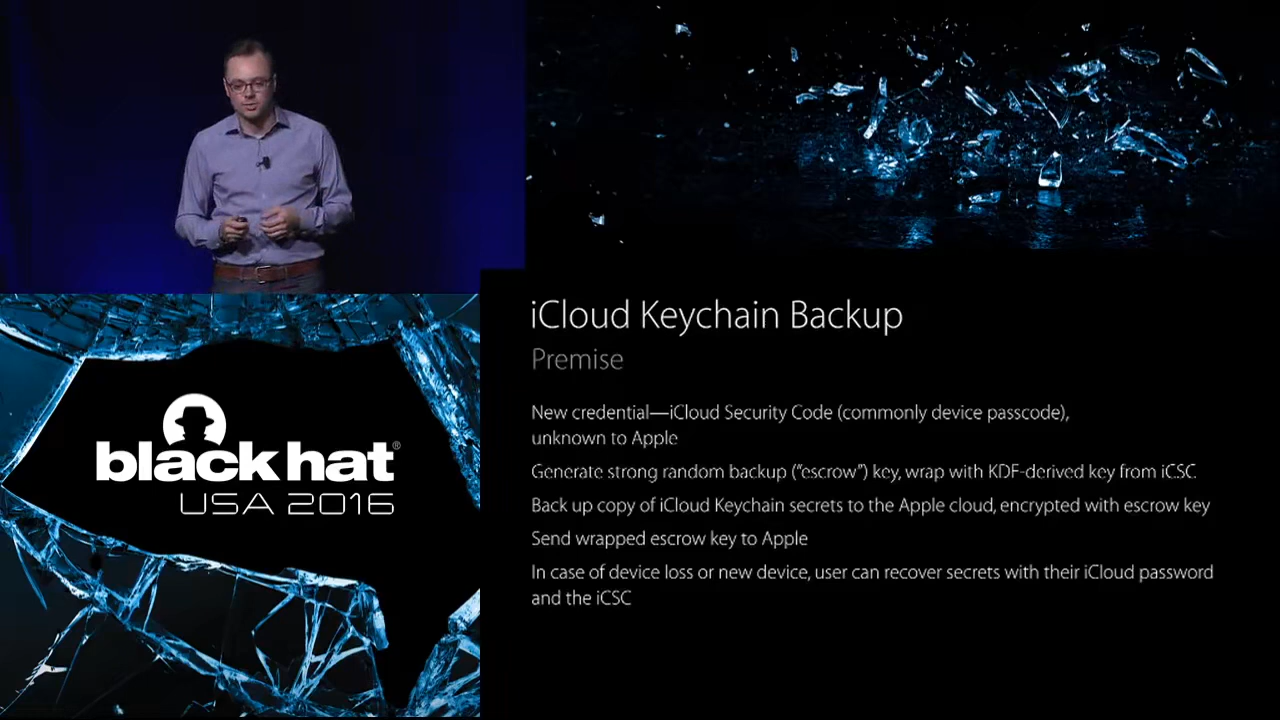 iCloud Keychain Backup
Premise
New credential—iCloud Security Code (commonly device passcode),
unknown to Apple
Generate strong random backup (“escrow”) key, wrap with KDF-derived key from iCSC
Back up copy of iCloud Keychain secrets to the Apple cloud, encrypted with escrow key
Send wrapped escrow key to Apple
In case of device loss or new device, user can recover secrets with their iCloud password
and the iCSC
black hat®
USA 2016